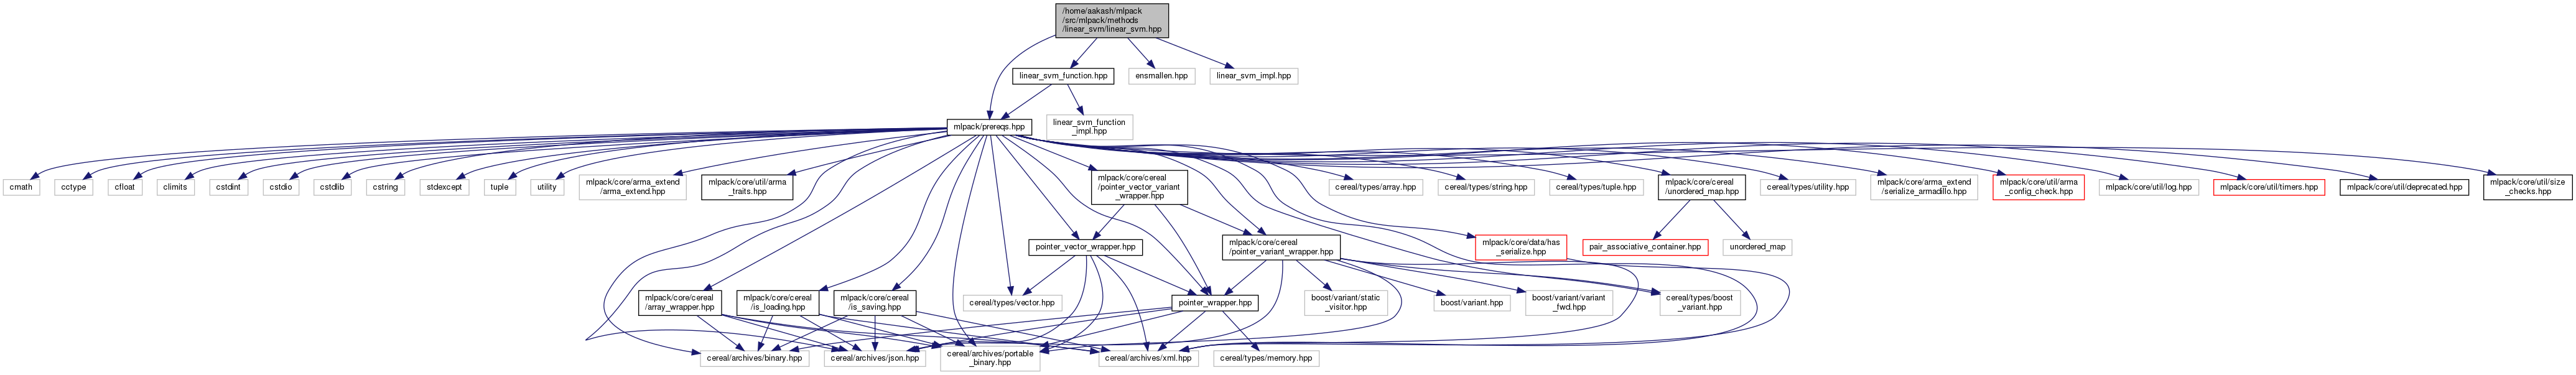 /home/aakash/mlpack
/src/mlpack/methods
/linear_svm/linear_svm.hpp
linear_svm_function.hpp
ensmallen.hpp
linear_svm_impl.hpp
mlpack/prereqs.hpp
linear_svm_function
_impl.hpp
cmath
cctype
cfloat
climits
cstdint
cstdio
cstdlib
cstring
stdexcept
tuple
utility
mlpack/core/arma_extend
/arma_extend.hpp
mlpack/core/util/arma
_traits.hpp
mlpack/core/cereal
/pointer_vector_variant
_wrapper.hpp
cereal/types/array.hpp
cereal/types/string.hpp
cereal/types/tuple.hpp
mlpack/core/cereal
/unordered_map.hpp
cereal/types/utility.hpp
mlpack/core/arma_extend
/serialize_armadillo.hpp
mlpack/core/util/arma
_config_check.hpp
mlpack/core/util/log.hpp
mlpack/core/util/timers.hpp
mlpack/core/util/deprecated.hpp
mlpack/core/util/size
_checks.hpp
pointer_vector_wrapper.hpp
mlpack/core/cereal
/pointer_variant_wrapper.hpp
mlpack/core/data/has
_serialize.hpp
pair_associative_container.hpp
unordered_map
mlpack/core/cereal
/array_wrapper.hpp
mlpack/core/cereal
/is_loading.hpp
mlpack/core/cereal
/is_saving.hpp
cereal/types/vector.hpp
pointer_wrapper.hpp
boost/variant/static
_visitor.hpp
boost/variant.hpp
boost/variant/variant
_fwd.hpp
cereal/types/boost
_variant.hpp
cereal/archives/binary.hpp
cereal/archives/json.hpp
cereal/archives/portable
_binary.hpp
cereal/archives/xml.hpp
cereal/types/memory.hpp